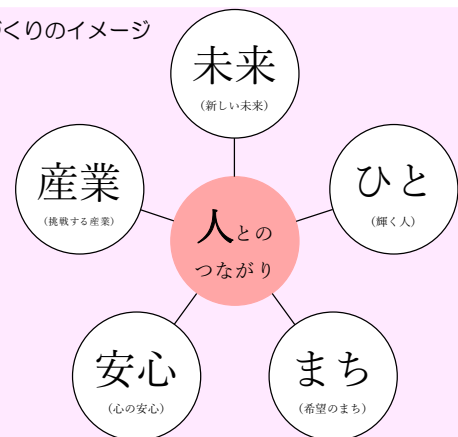 づくりのイメージ
未来
(新しい未来)
産業
(挑戦する産業)
ひと
(輝く人)
人との
つながり
安心
(心の安心)
まち
(希望のまち)